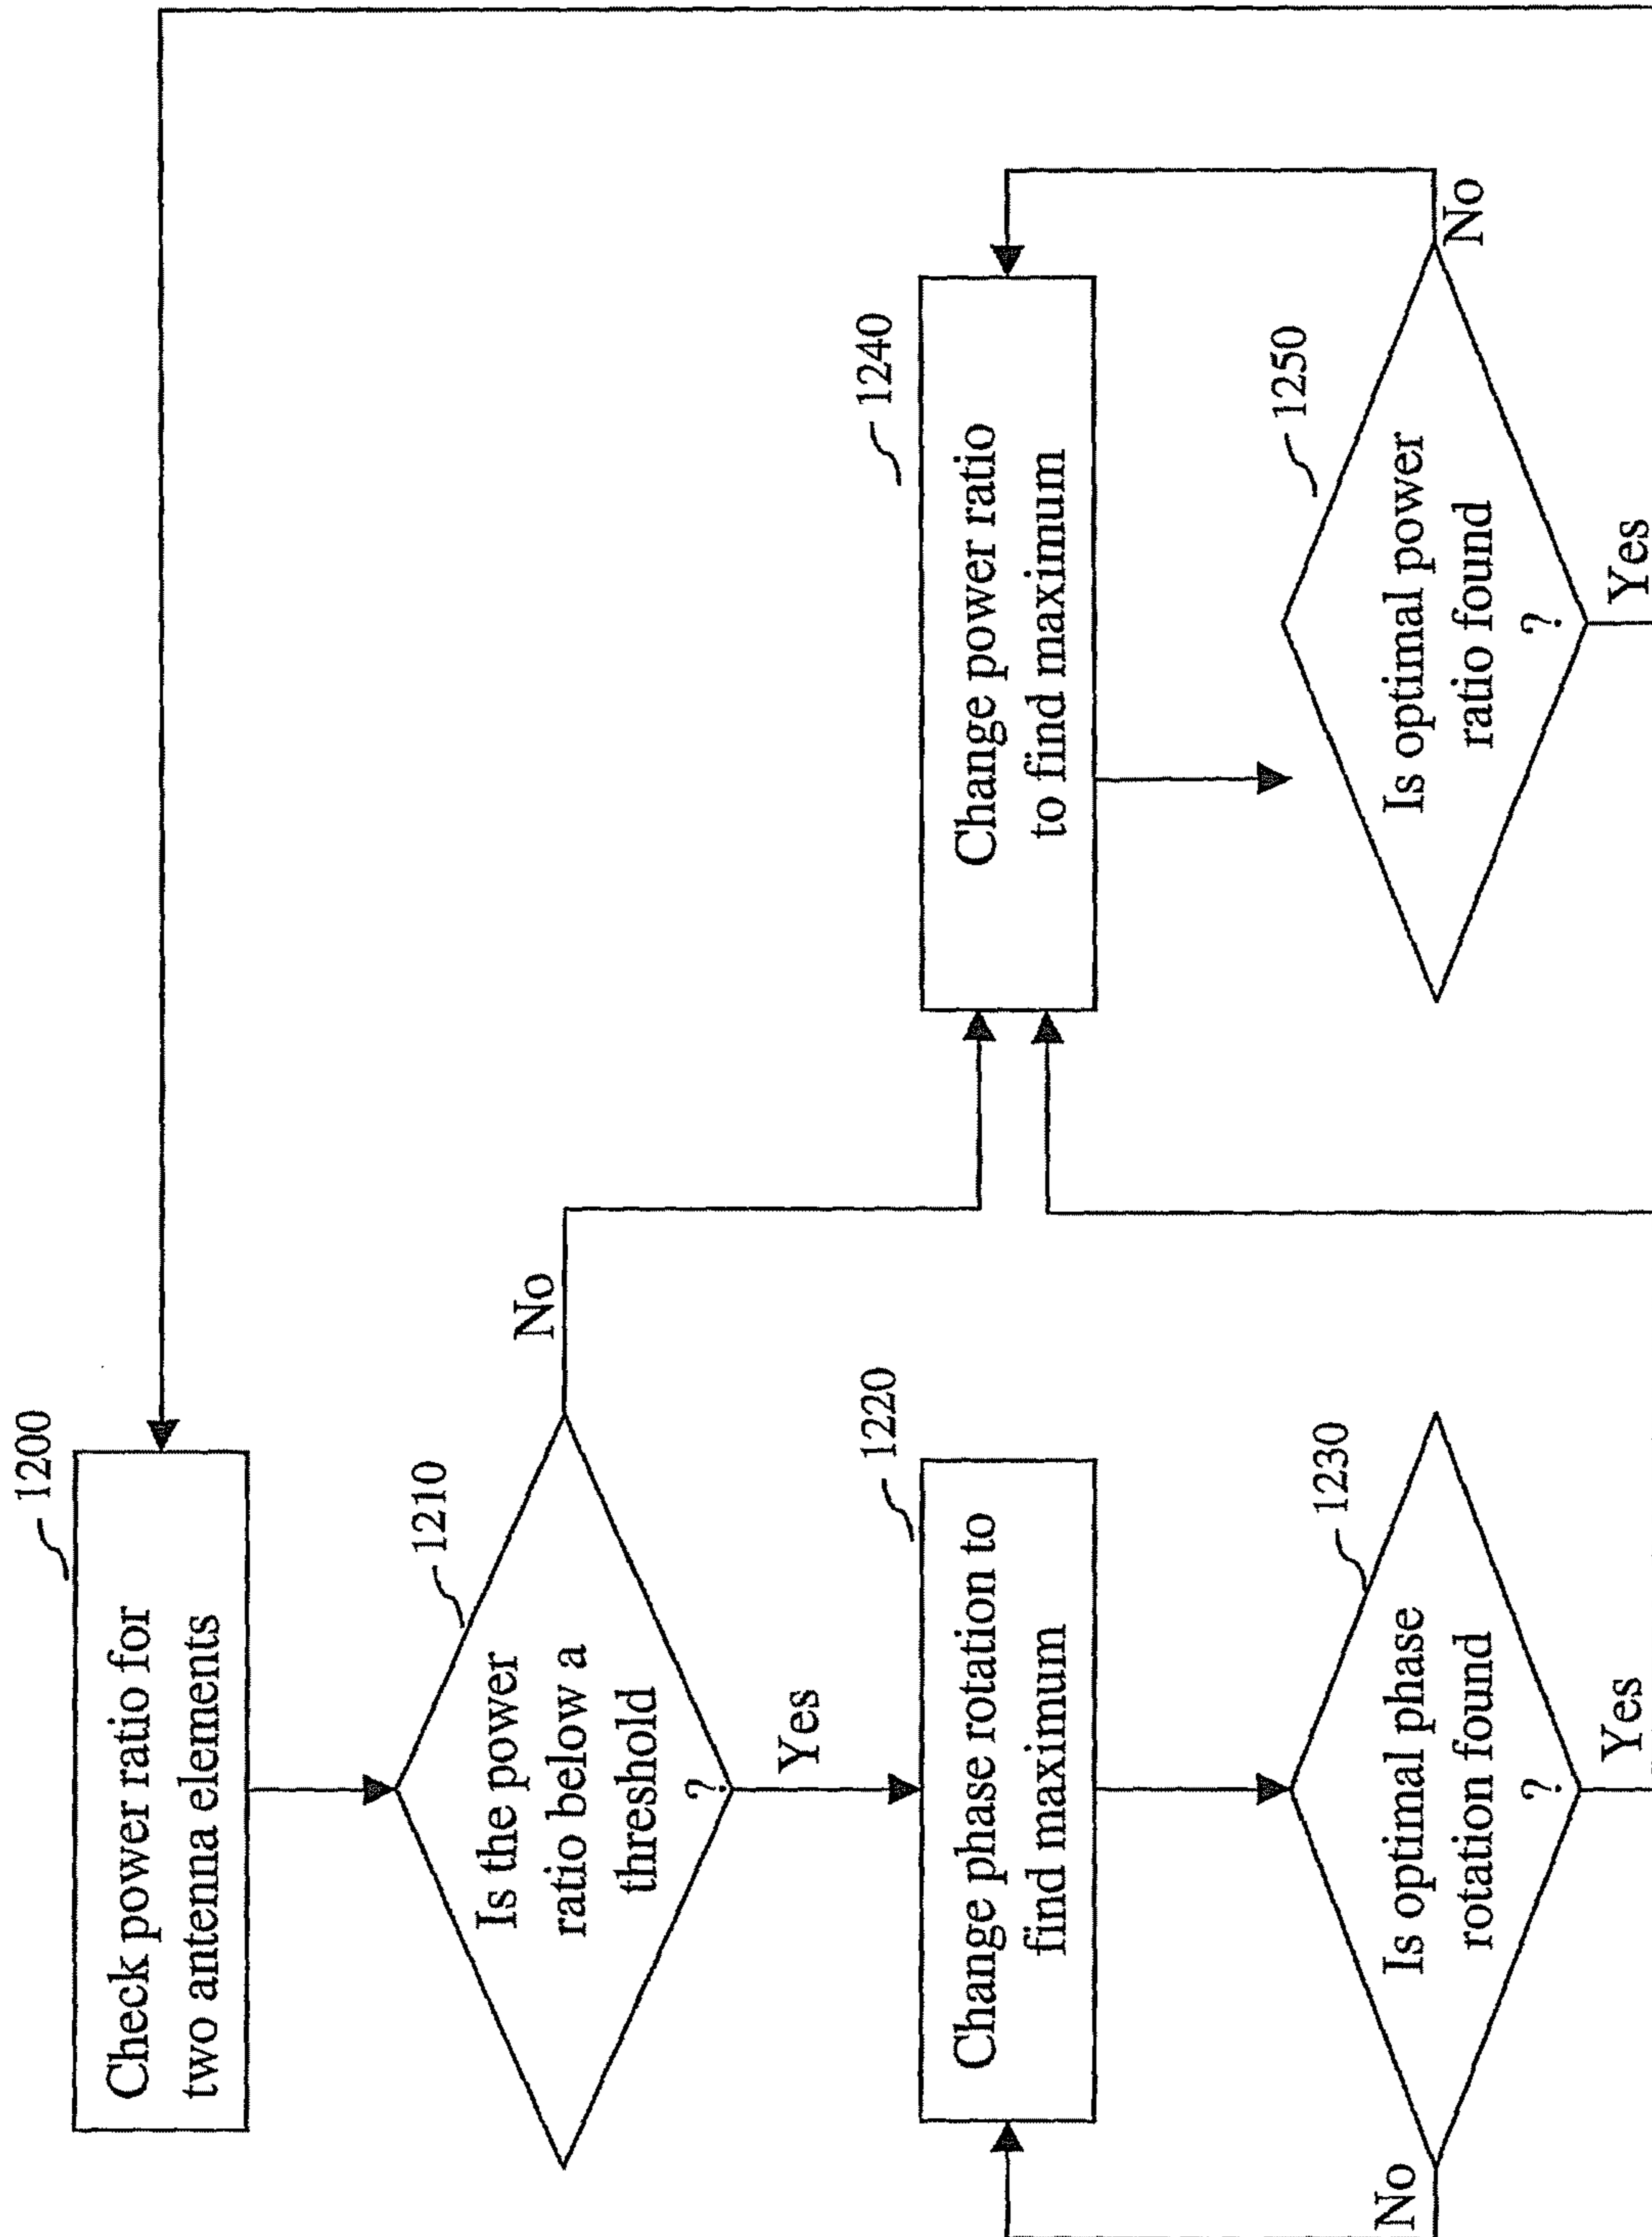 1200
Check power ratio for
two antenna elements
1210
Is the power
ratio below a
threshold
?
No
Yes
1220
Change phase rotation to
find maximum
1230
Is optimal phase
rotation found
?
No
Yes
1240
Change power ratio
to find maximum
1250
Is optimal power
ratio found
?
No
Yes